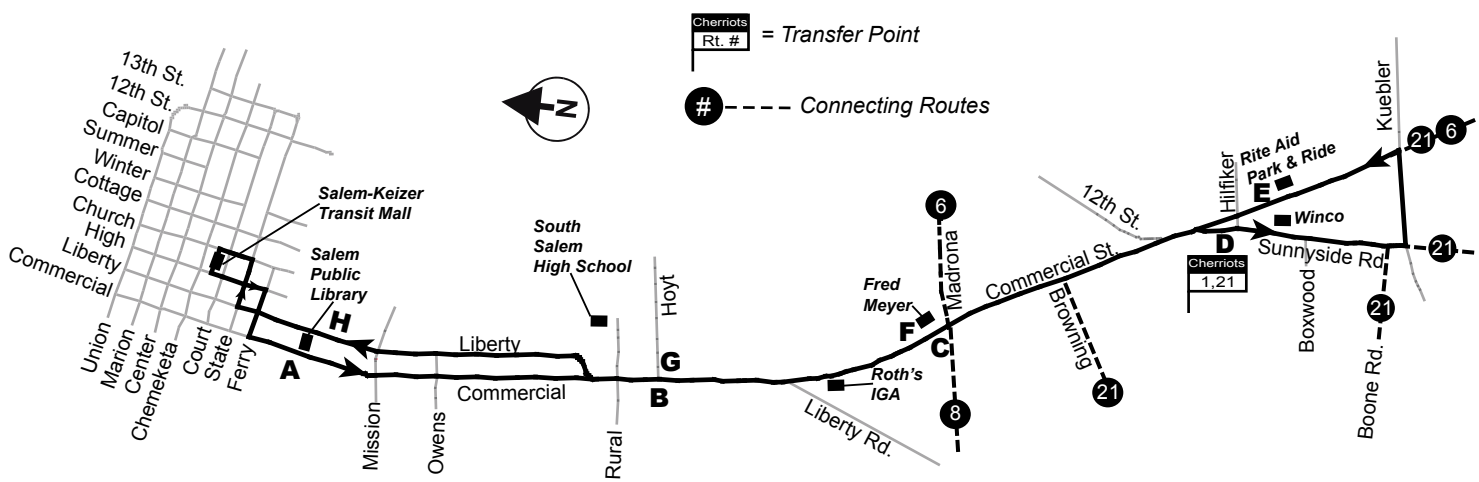 Cherriots
Rt. #
= Transfer Point
# ---- Connecting Routes
N
13th St.
12th St.
Capitol
Summer
Winter
Cottage
Church
High
Liberty
Commercial
Union
Marion
Center
Chemeketa
Court
State
Ferry
Salem-Keizer
Transit Mall
Salem
Public
Library
H
A
Mission
Owens
Liberty
Commercial
South
Salem
High School
Rural
Hoyt
G
B
Roth's
IGA
Liberty Rd.
Fred
Meyer
F
C
6
Madrona
8
Commercial St.
Browning
21
12th St.
Hilfiker
D
Cherriots
1,21
E
Rite Aid
Park & Ride
Winco
Sunnyside Rd.
Boxwood
Boone Rd.
21
Kuebler
21
6
21